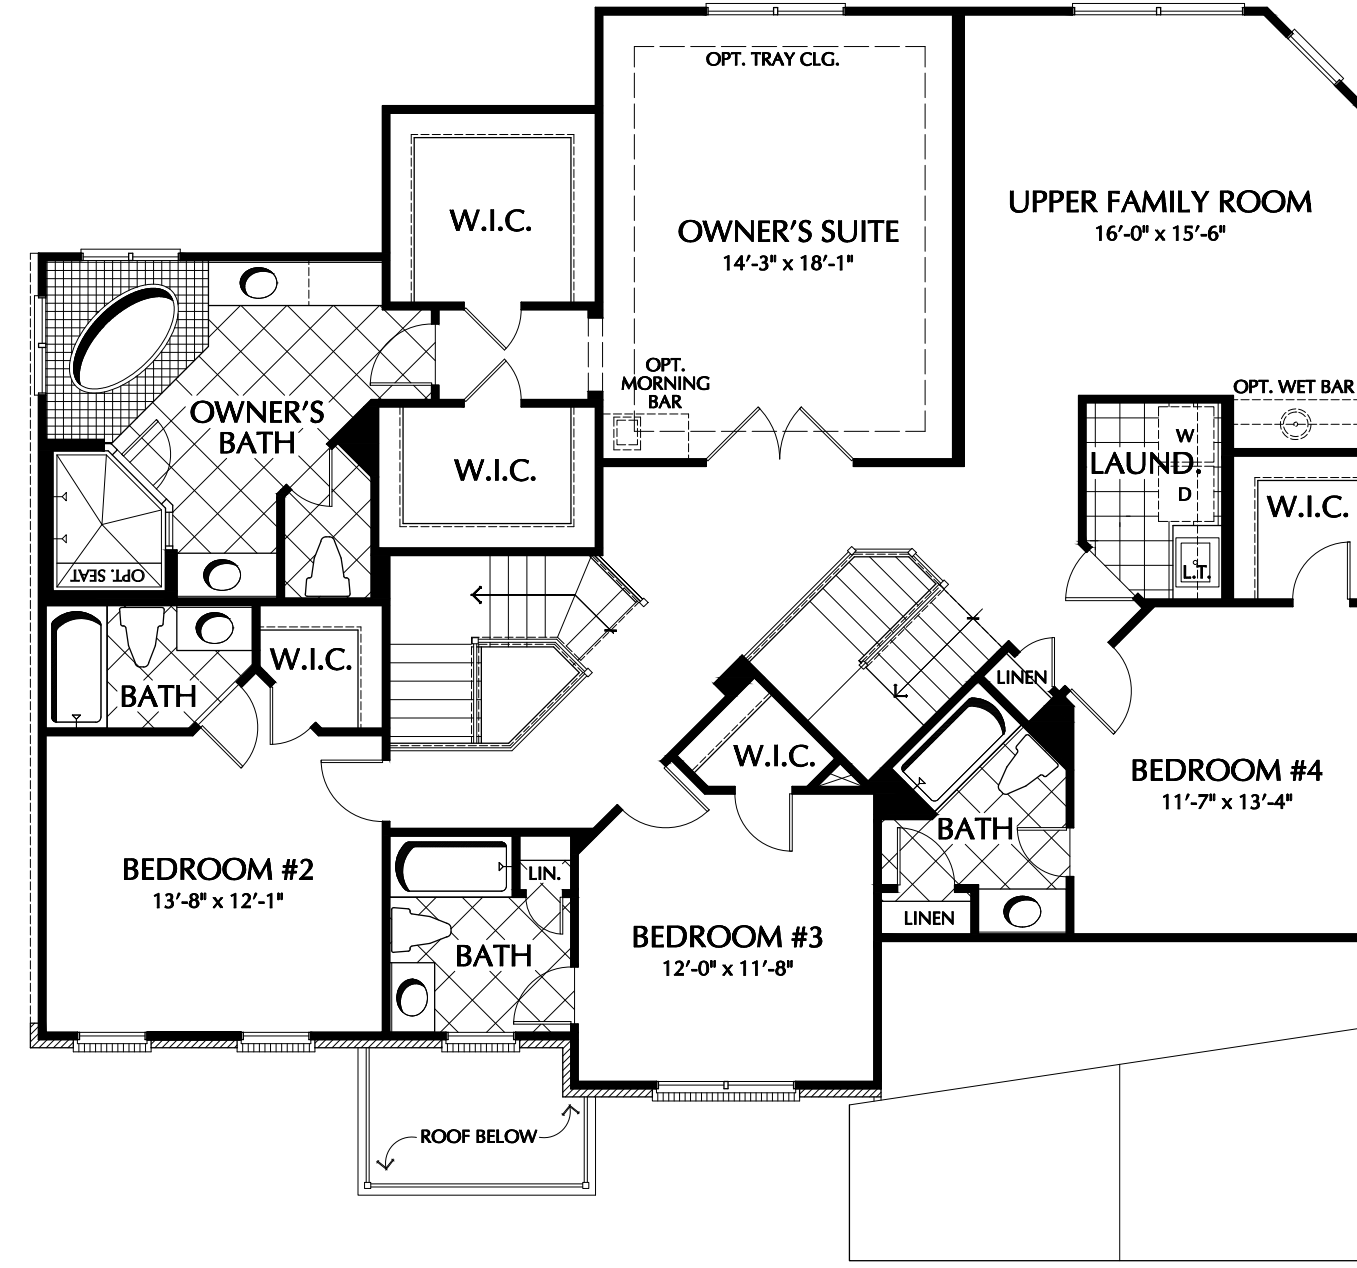 OPT. TRAY CLG.
OWNER'S SUITE
14'-3" x 18'-1"
UPPER FAMILY ROOM
16'-0" x 15'-6"
W.I.C.
OPT.
MORNING
BAR
OPT. WET BAR
OWNER'S
BATH
W.I.C.
W
LAUND.
D
L.T.
W.I.C.
OPT. SEAT
BATH
W.I.C.
LINEN
W.I.C.
BEDROOM #4
11'-7" x 13'-4"
BATH
LINEN
BEDROOM #2
13'-8" x 12'-1"
LIN.
BATH
BEDROOM #3
12'-0" x 11'-8"
ROOF BELOW